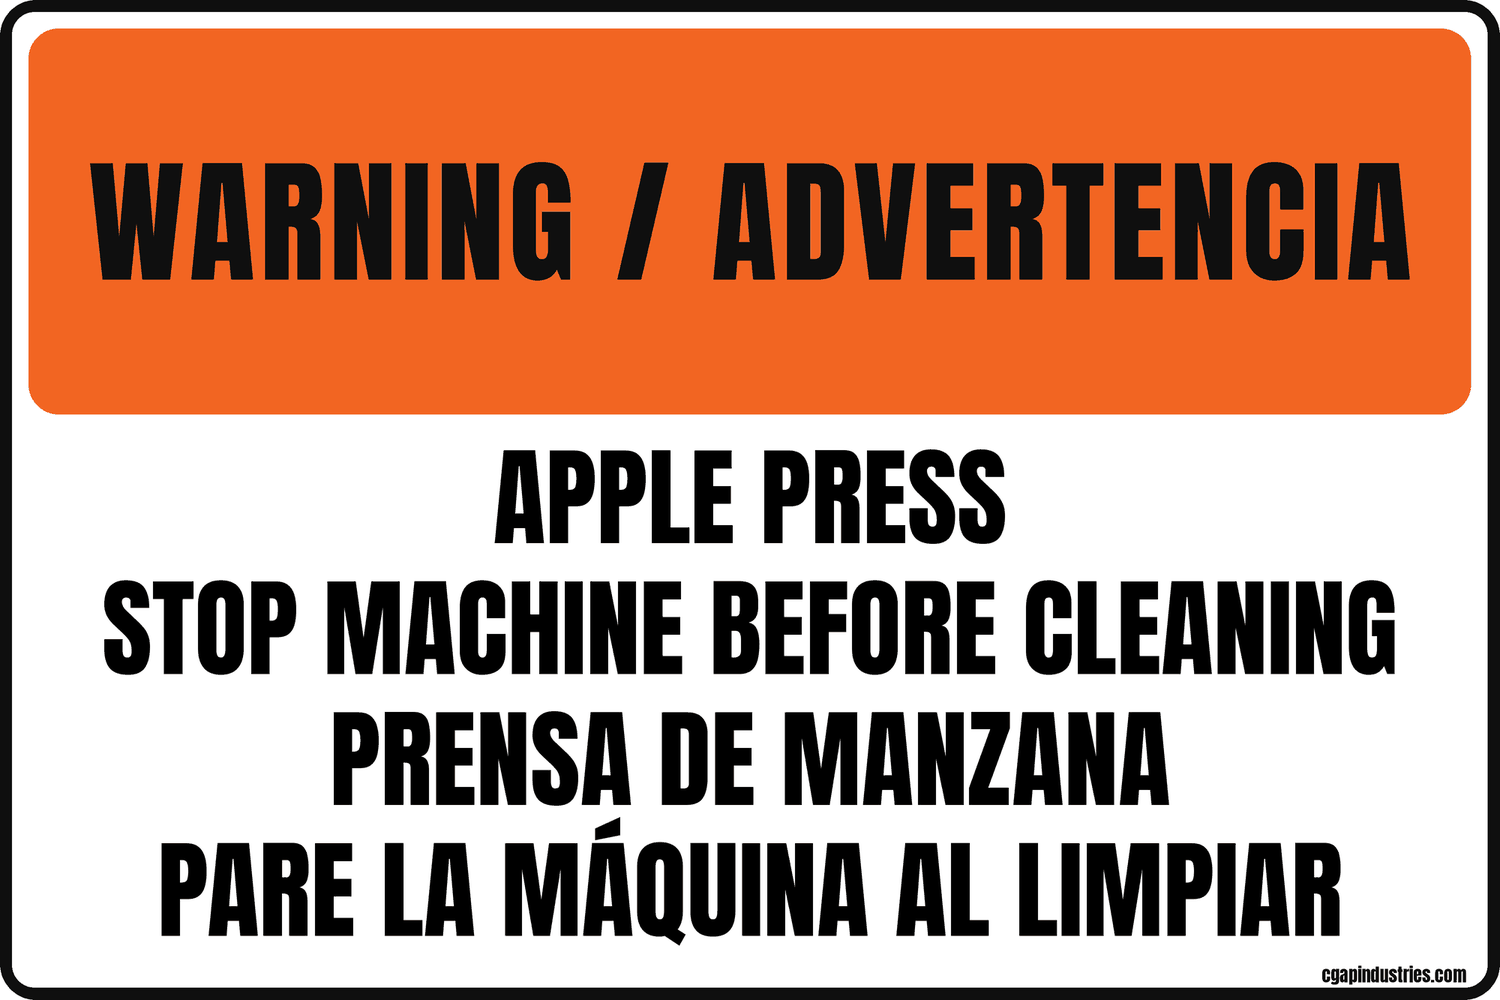 WARNING / ADVERTENCIA
APPLE PRESS
STOP MACHINE BEFORE CLEANING
PRENSA DE MANZANA
PARE LA MÁQUINA AL LIMPIAR
cgapindustries.com